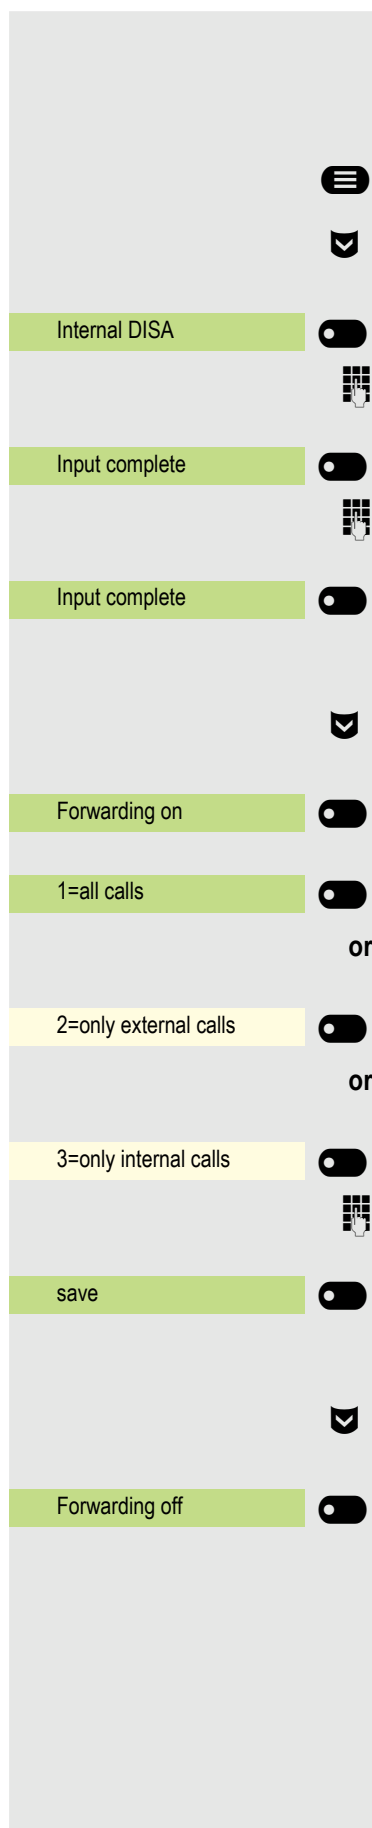 Internal DISA
Input complete
Input complete
Forwarding on
1=all calls
or
2=only external calls
or
3=only internal calls
save
Forwarding off